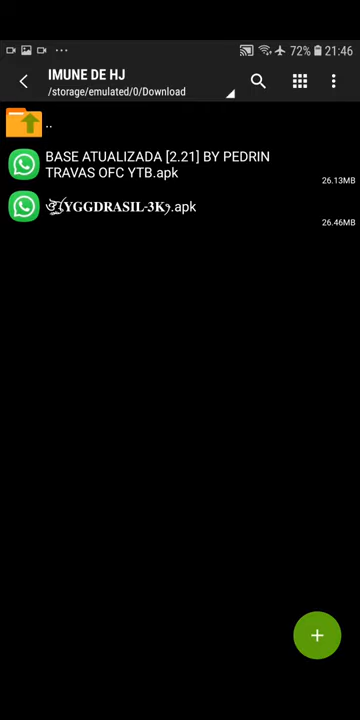 72% 21:46
IMUNE DE HJ
/storage/emulated/0/Download
..
BASE ATUALIZADA [2.21] BY PEDRIN
TRAVAS OFC YTB.apk
26.13MB
𝐘𝐆𝐆𝐃𝐑𝐀𝐒𝐈𝐋-𝟑𝐊.apk
26.46MB